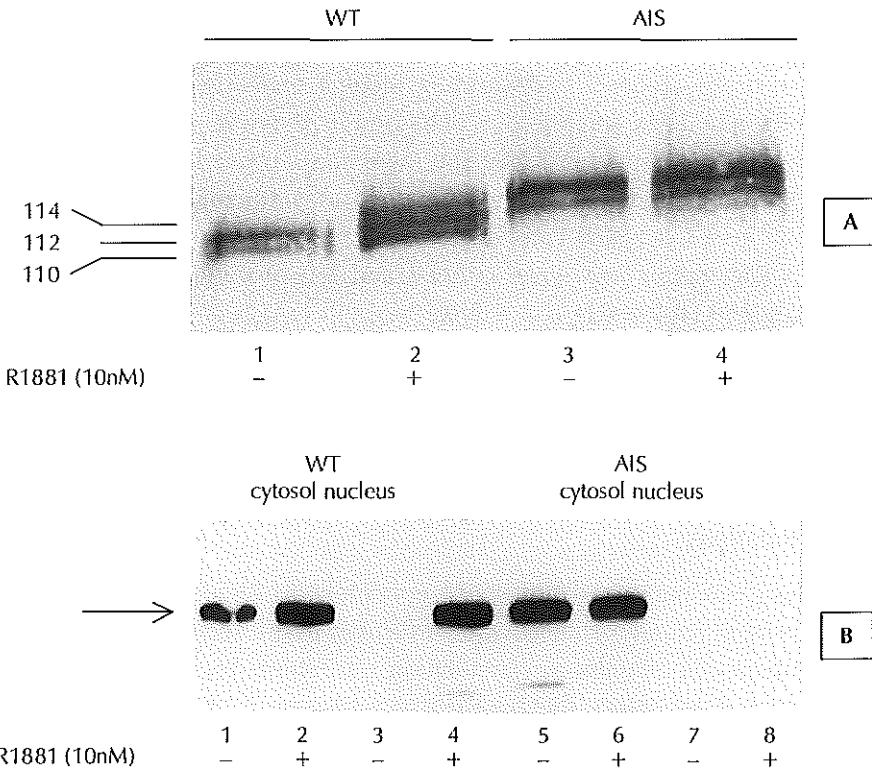 WT AIS
114
112
110
A
1 2 3 4
R1881 (10nM) – + – +
WT AIS
cytosol nucleus cytosol nucleus
B
1 2 3 4 5 6 7 8
R1881 (10nM) – + – + – + – +